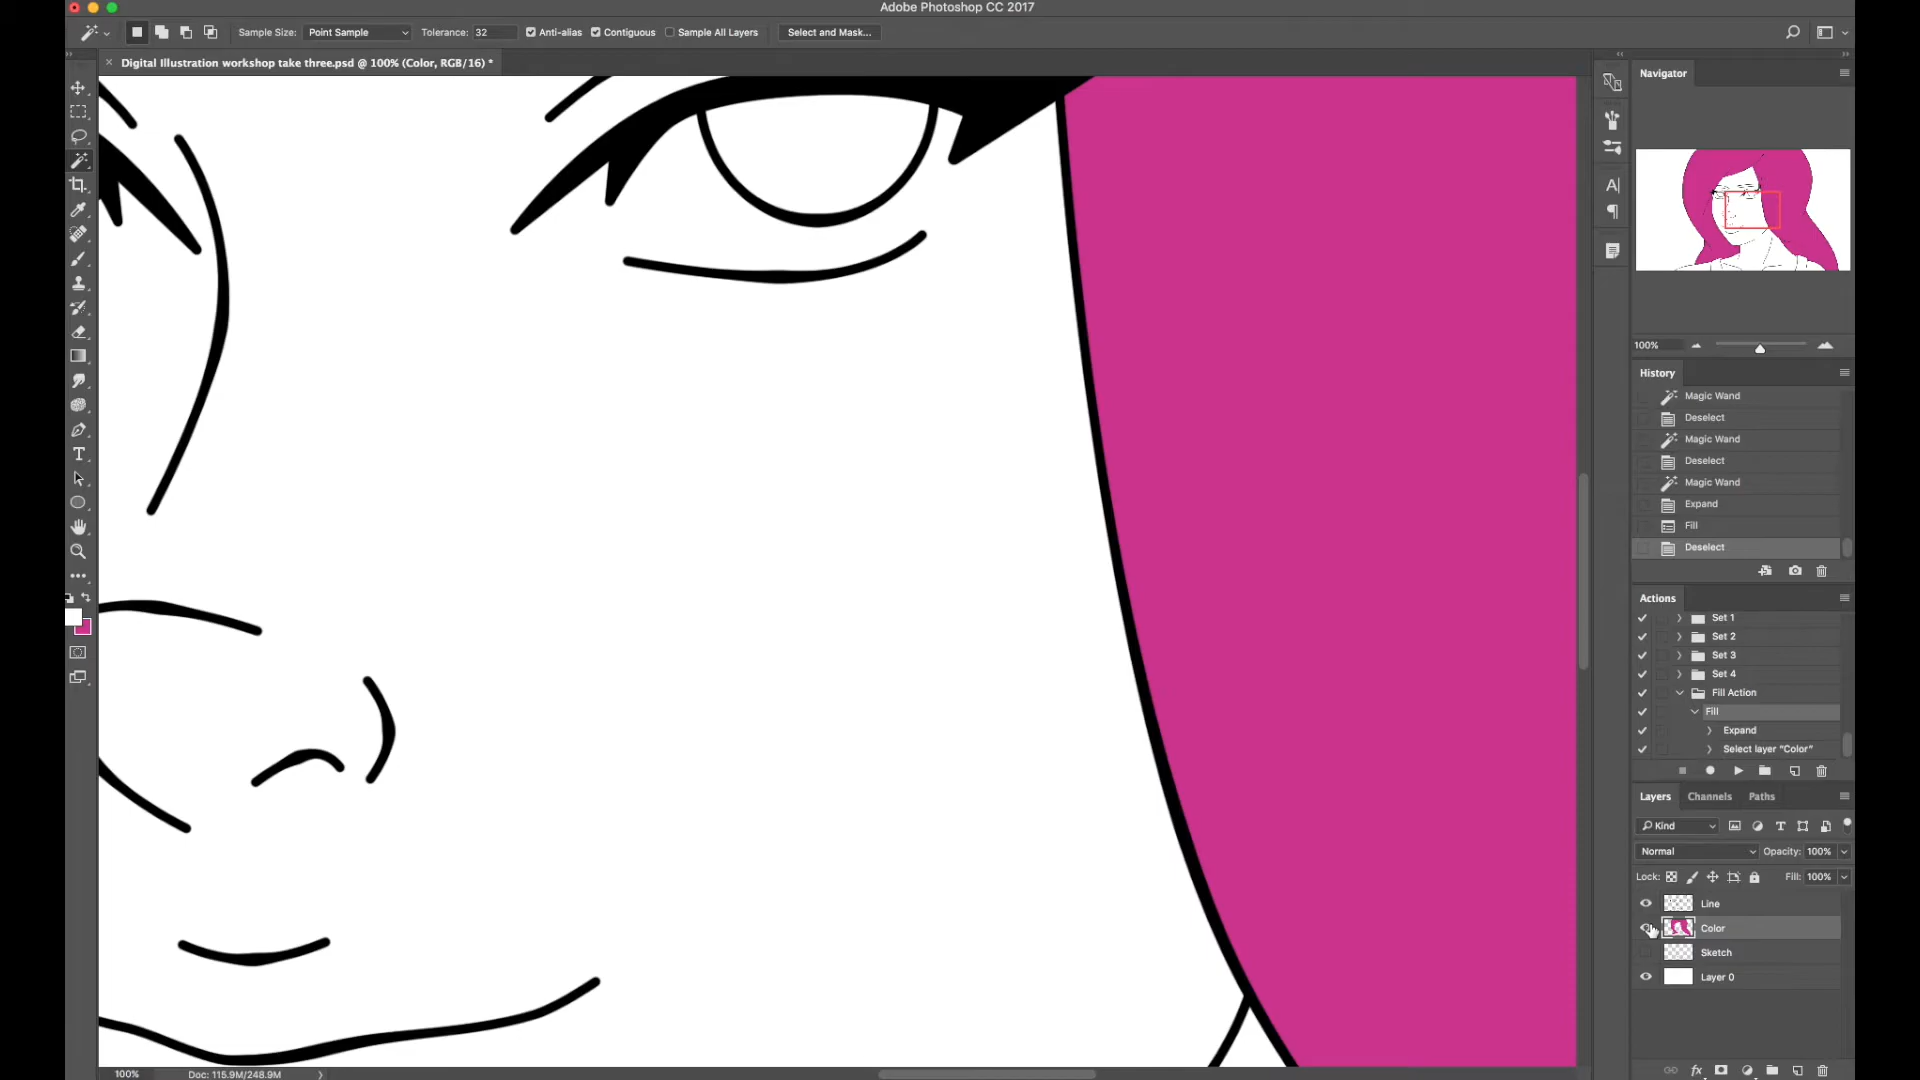 Adobe Photoshop CC 2017
Sample Size: Point Sample Tolerance: 32 Anti-alias Contiguous Sample All Layers Select and Mask...
Digital Illustration workshop take three.psd @ 100% (Color, RGB/16) *
Navigator
100%
History
Magic Wand
Deselect
Magic Wand
Deselect
Magic Wand
Expand
Fill
Deselect
Actions
Set 1
Set 2
Set 3
Set 4
Fill Action
Fill
Expand
Select layer "Color"
Layers Channels Paths
Kind
Normal Opacity: 100%
Lock: Fill: 100%
Line
Color
Sketch
Layer 0
100% Doc: 115.9M/248.9M